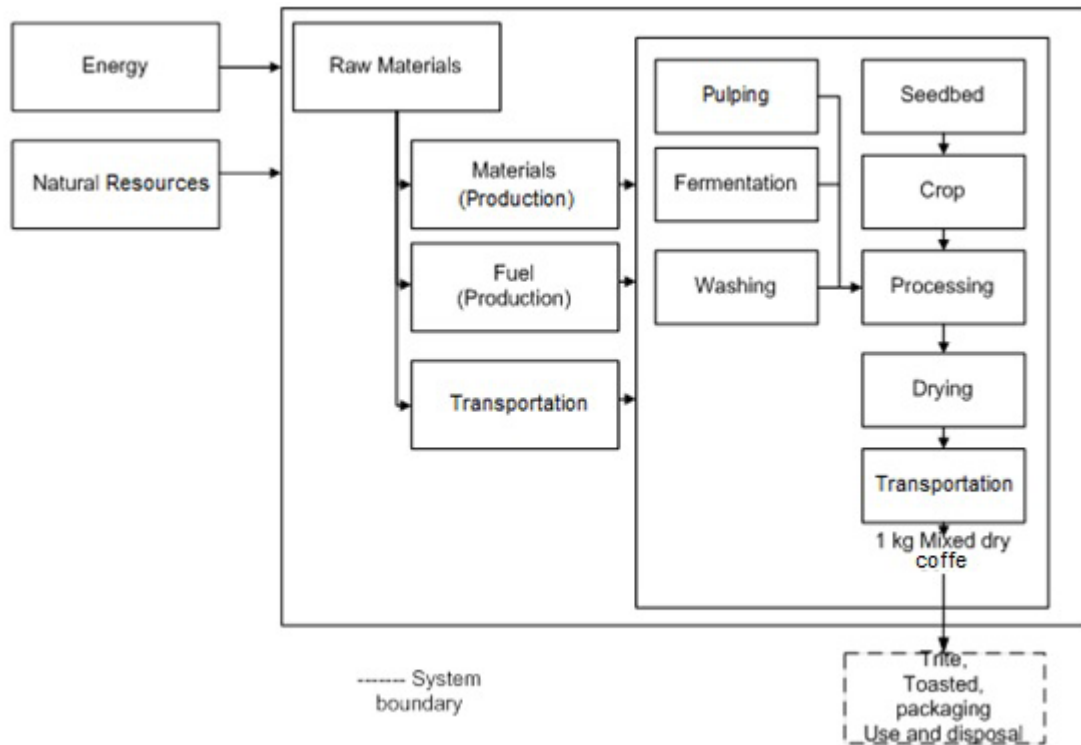 Energy
Natural Resources
Raw Materials
Materials
(Production)
Fuel
(Production)
Transportation
Pulping
Fermentation
Washing
Seedbed
Crop
Processing
Drying
Transportation
1 kg Mixed dry
coffe
Trite,
Toasted,
packaging
Use and disposal
------- System
boundary